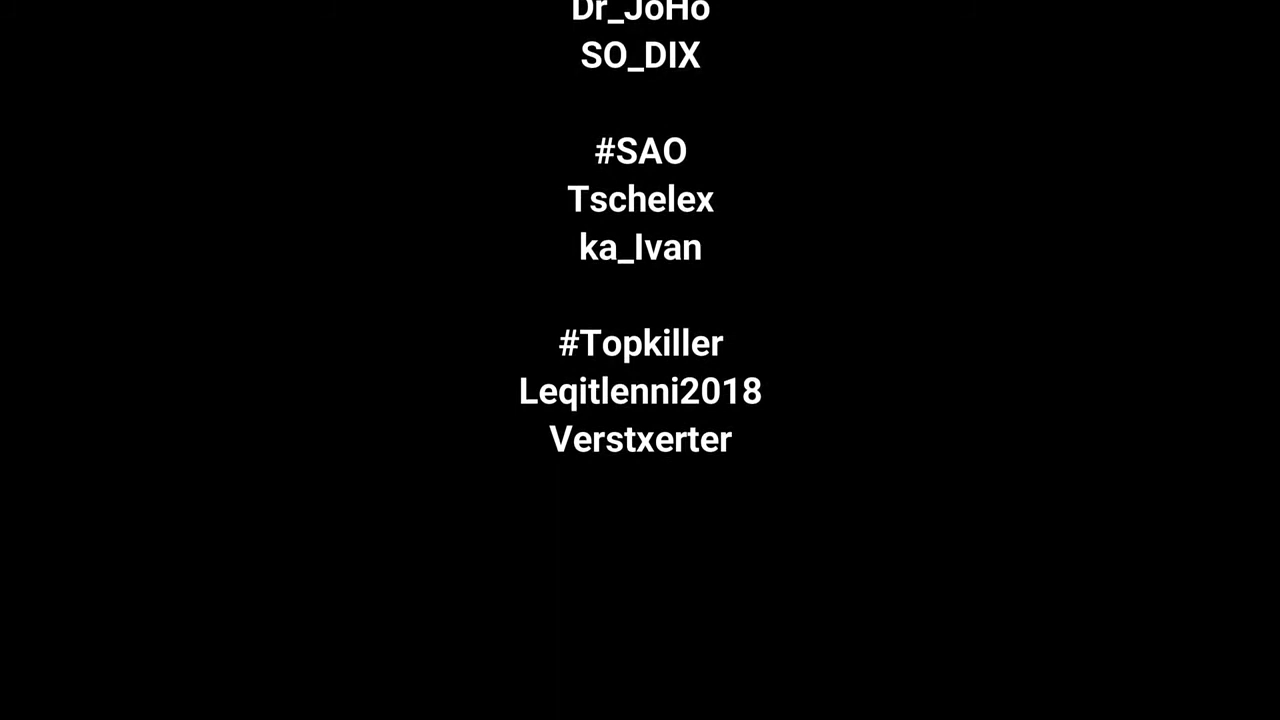 Dr_JoHo
SO_DIX
#SAO
Tschelex
ka_Ivan
#Topkiller
Leqitlenni2018
Verstxerter